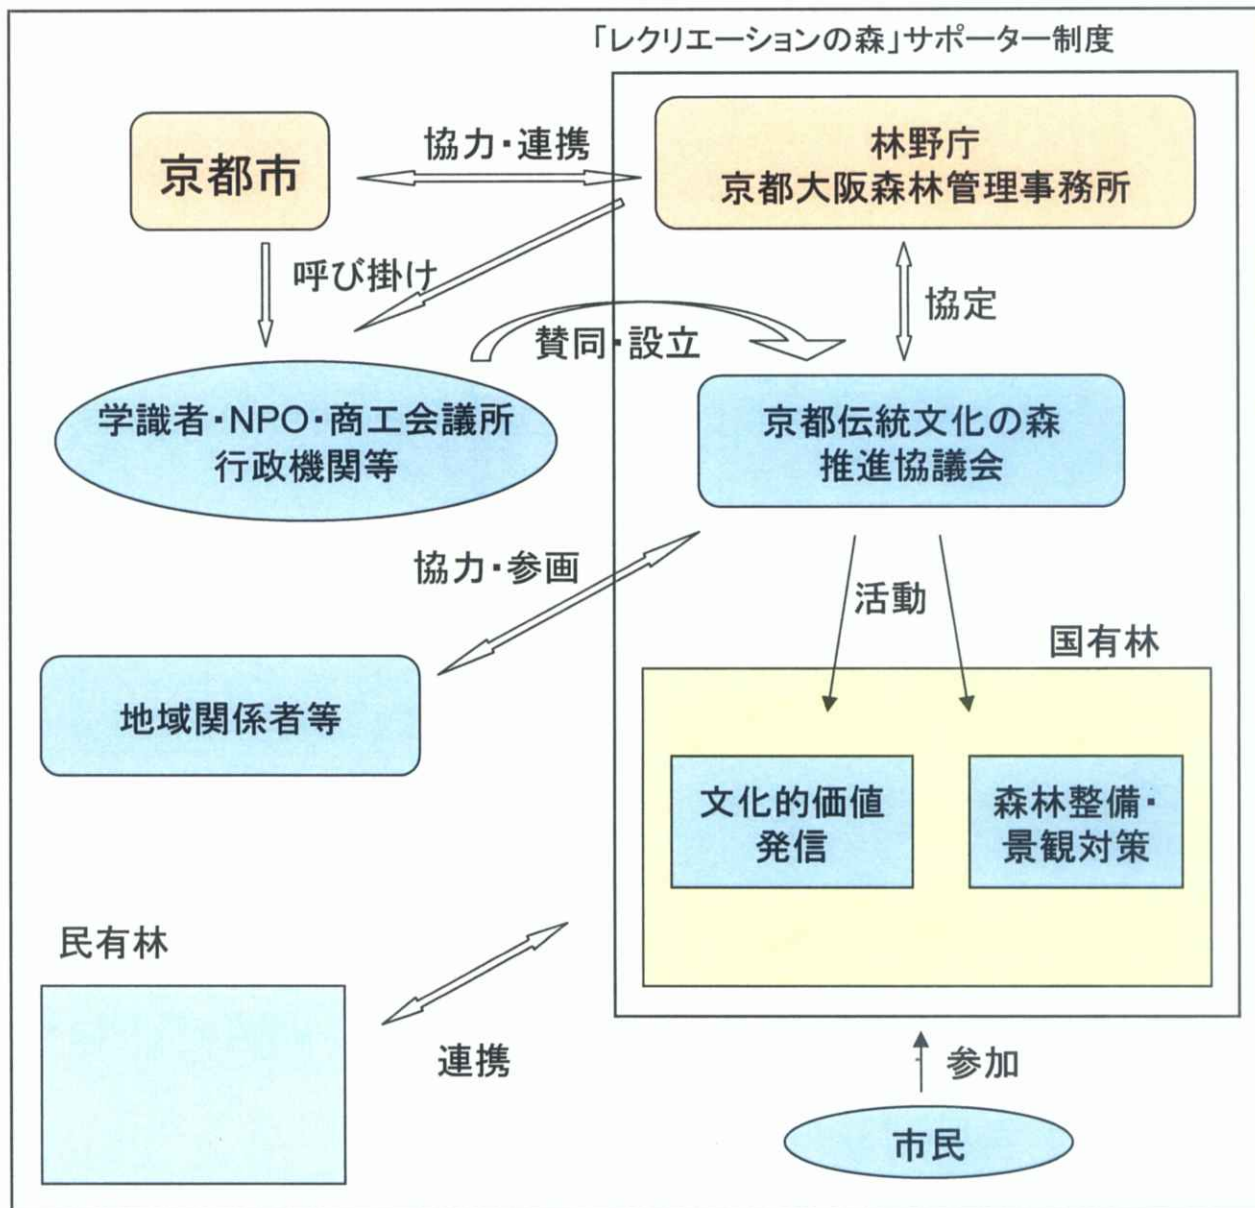 「レクリエーションの森」サポーター制度
京都市
協力・連携
林野庁
京都大阪森林管理事務所
呼び掛け
協定
賛同・設立
学識者・NPO・商工会議所
行政機関等
京都伝統文化の森
推進協議会
協力・参画
活動
国有林
地域関係者等
文化的価値
発信
森林整備・
景観対策
民有林
連携
参加
市民